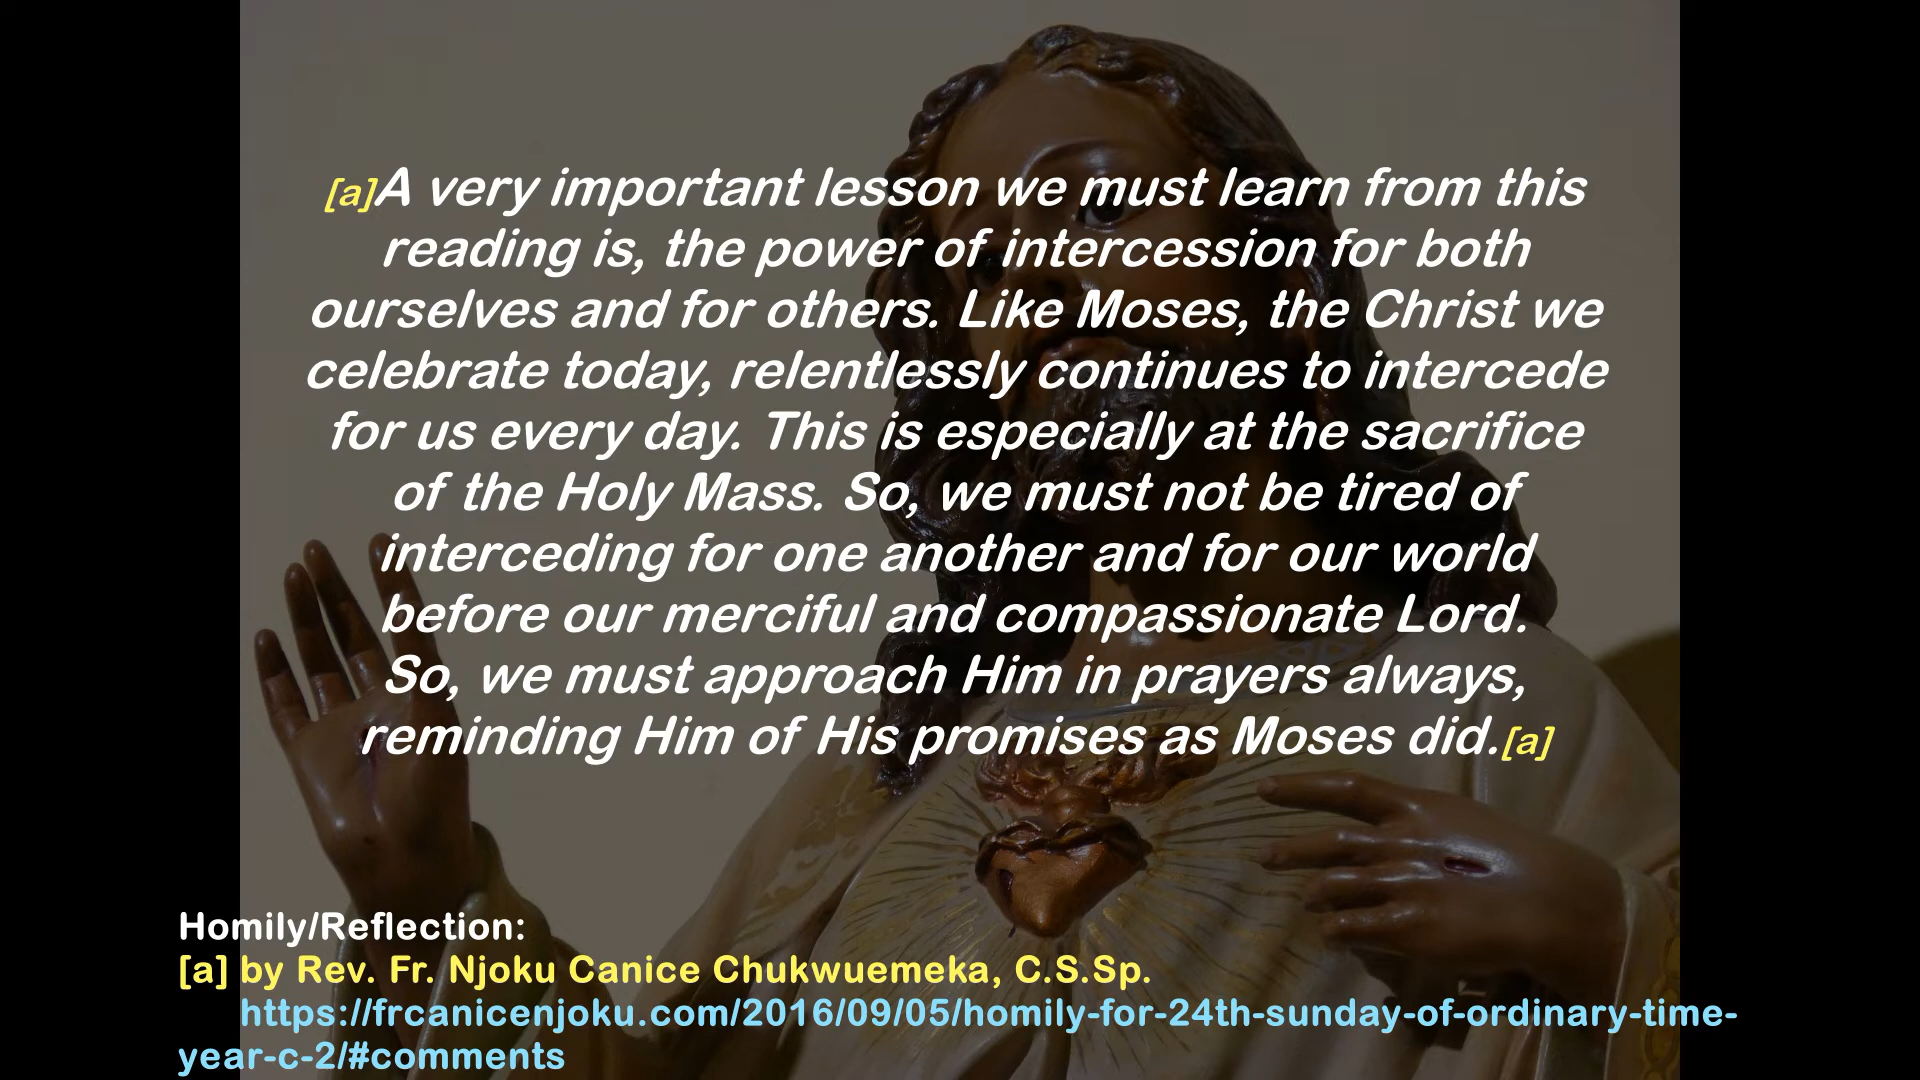 [a]A very important lesson we must learn from this
reading is, the power of intercession for both
ourselves and for others. Like Moses, the Christ we
celebrate today, relentlessly continues to intercede
for us every day. This is especially at the sacrifice
of the Holy Mass. So, we must not be tired of
interceding for one another and for our world
before our merciful and compassionate Lord.
So, we must approach Him in prayers always,
reminding Him of His promises as Moses did.[a]
Homily/Reflection:
[a] by Rev. Fr. Njoku Canice Chukwuemeka, C.S.Sp.
https://frcanicenjoku.com/2016/09/05/homily-for-24th-sunday-of-ordinary-time-
year-c-2/#comments